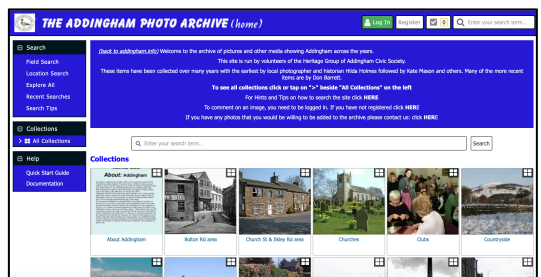 THE ADDINGHAM PHOTO ARCHIVE (home)
Log In
Register
0
Enter your search term...
Search
Field Search
Location Search
Explore All
Recent Searches
Search Tips
Collections
> All Collections
Help
Quick Start Guide
Documentation
(back to addingham.info) Welcome to the archive of pictures and other media showing Addingham across the years.
This site is run by volunteers of the Heritage Group of Addingham Civic Society.
These items have been collected over many years with the earliest by local photographer and historian Hilda Holmes followed by Kate Mason and others. Many of the more recent
items are by Don Barrett.
To see all collections click or tap on ">" beside "All Collections" on the left
For Hints and Tips on how to search the site click HERE
To comment on an image, you need to be logged in. If you have not registered click HERE
If you have any photos that you would be willing to be added to the archive please contact us: click HERE
Enter your search term...
Search
Collections
About: Addingham
About Addingham
Bolton Rd area
Church St & Ilkley Rd area
Churches
Clubs
Countryside